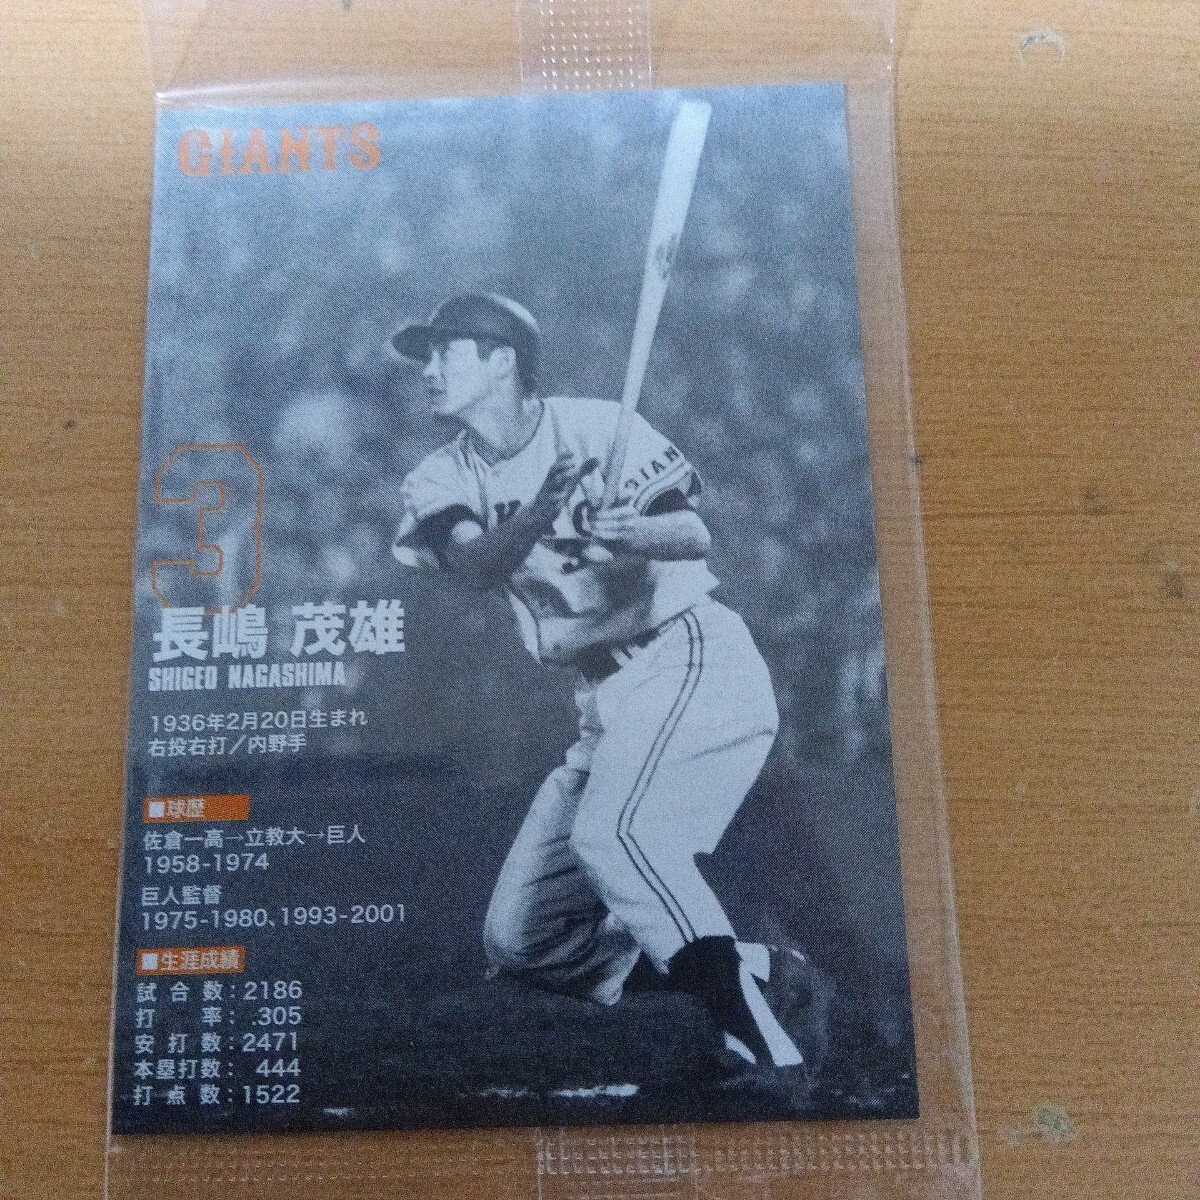 GIANTS
3
長嶋 茂雄
SHIGEO NAGASHIMA
1936年2月20日生まれ
右投右打／内野手
■球歴
佐倉一高→立教大→巨人
1958-1974
巨人監督
1975-1980、1993-2001
■生涯成績
試合数：2186
打率：.305
安打数：2471
本塁打数：444
打点数：1522
GIAN
3